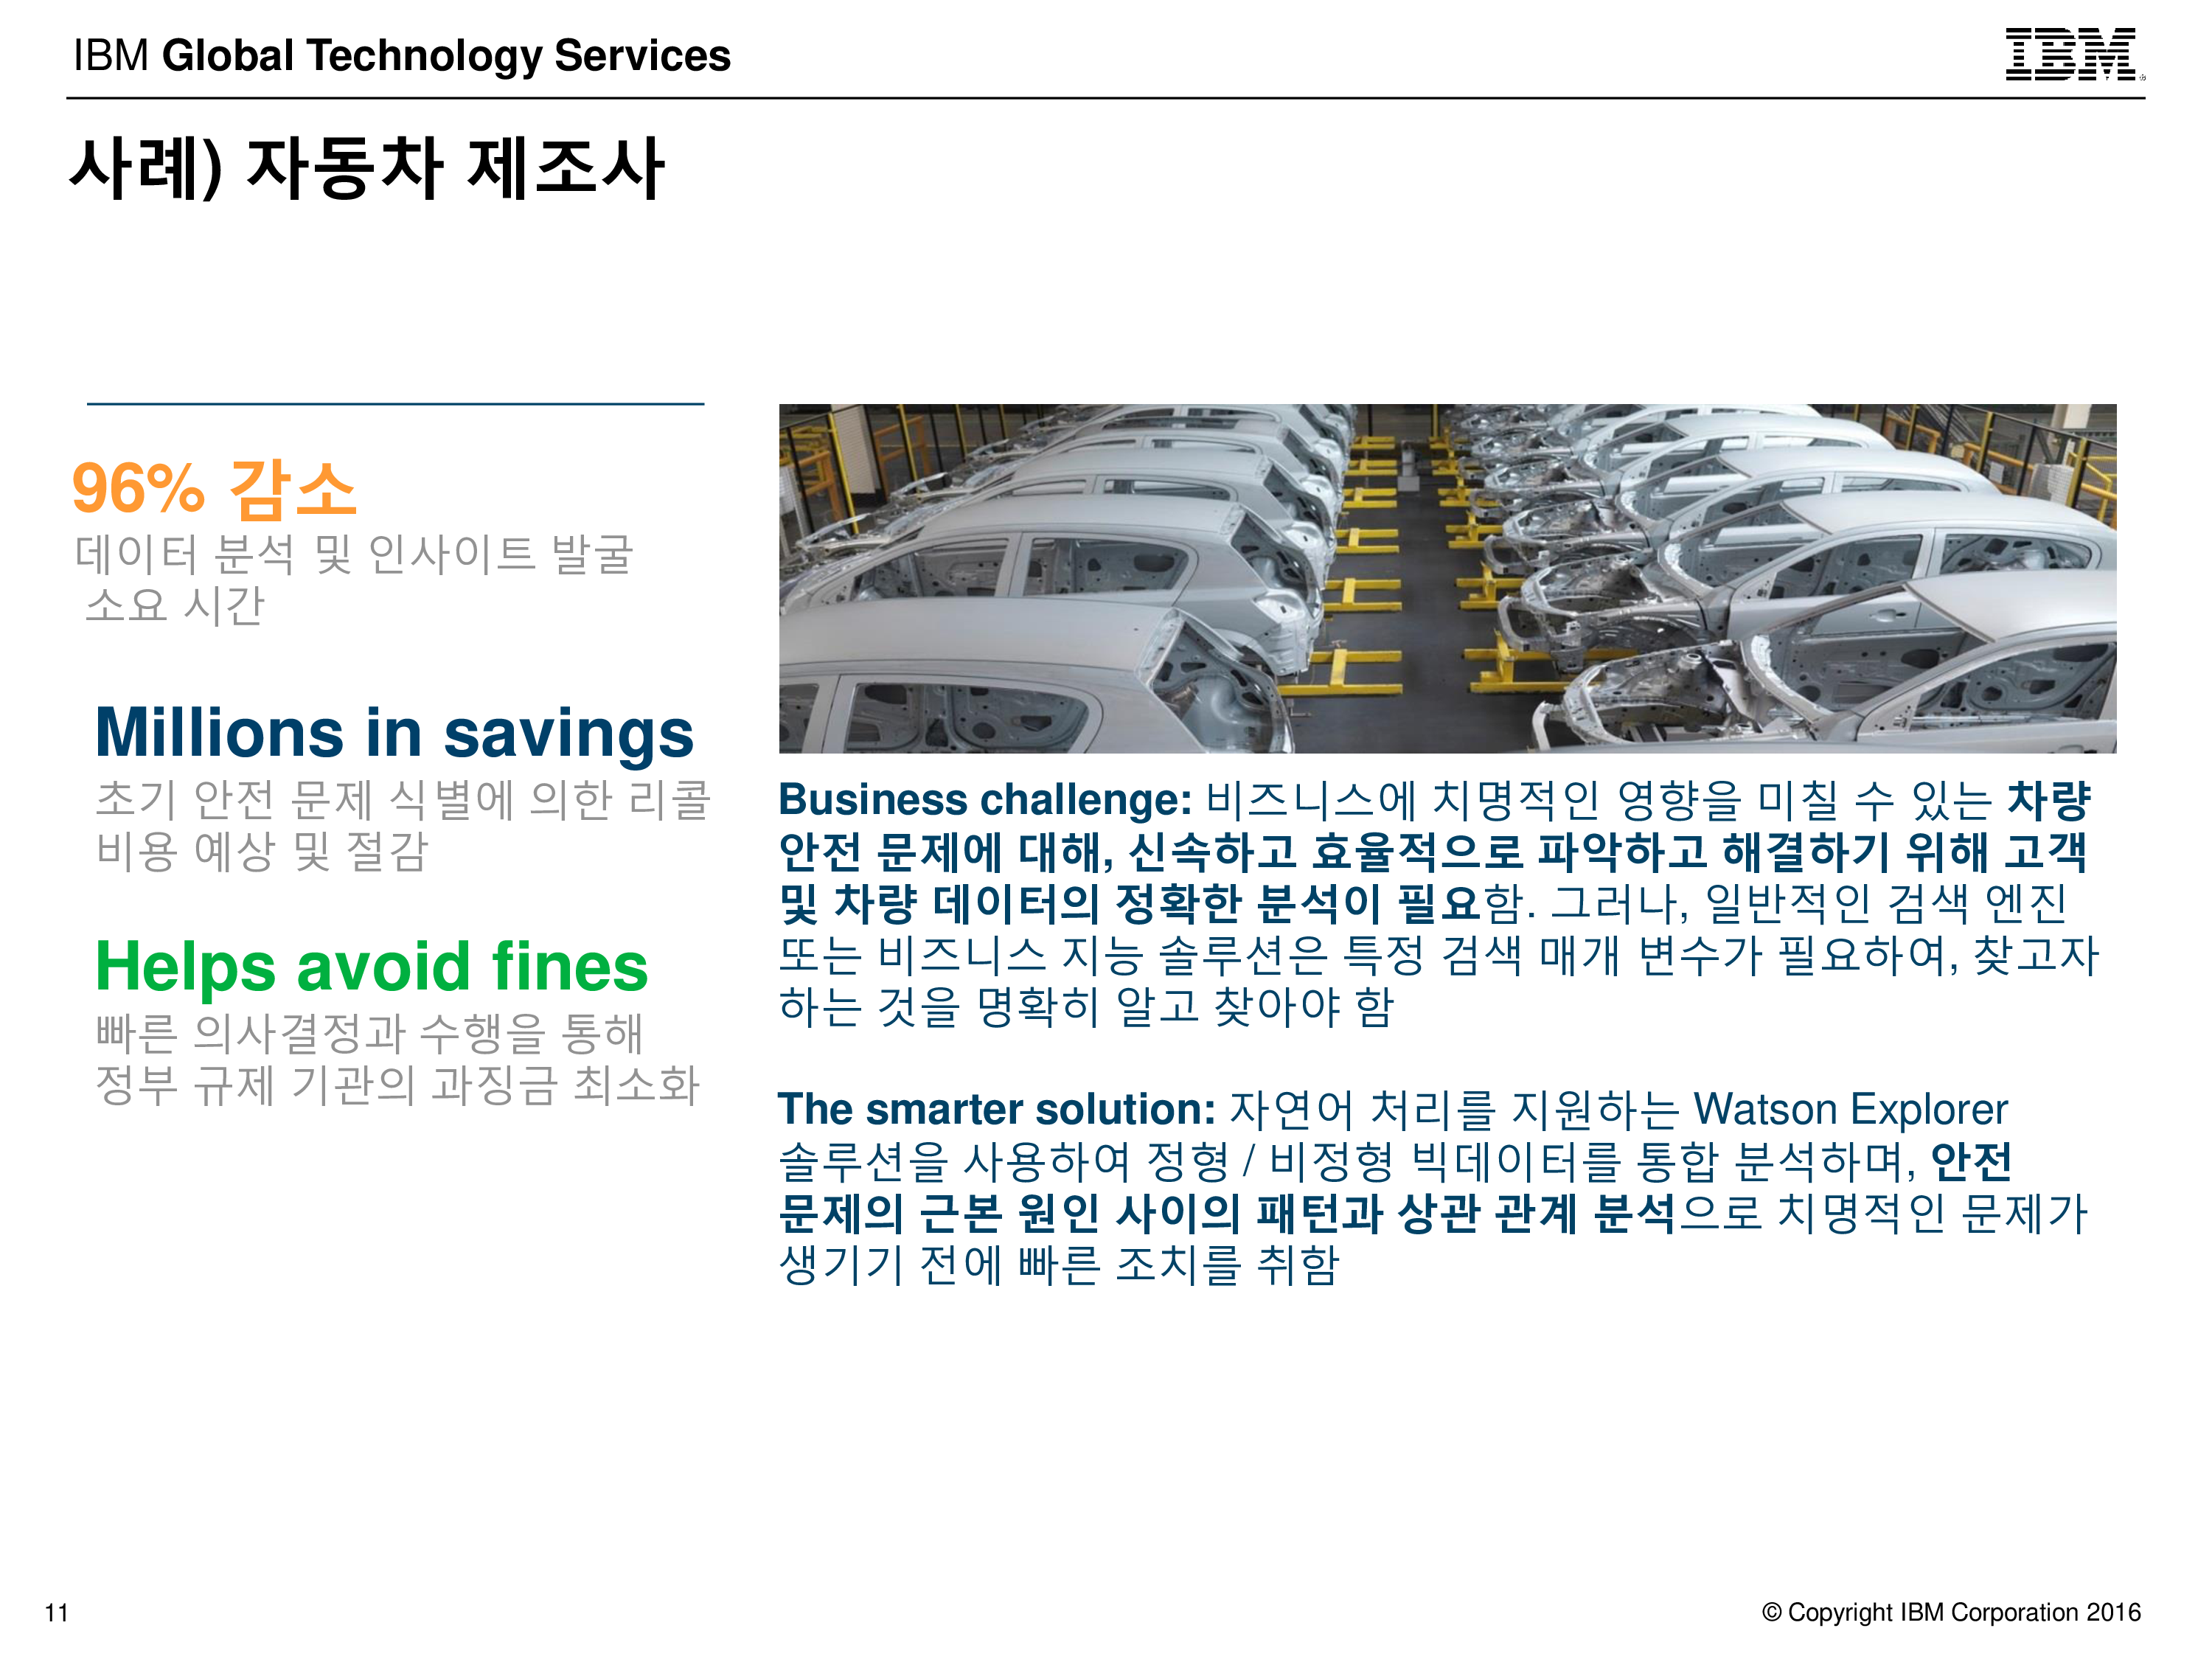 IBM Global Technology Services
IBM
사례) 자동차 제조사
96% 감소
데이터 분석 및 인사이트 발굴
소요 시간
Millions in savings
초기 안전 문제 식별에 의한 리콜
비용 예상 및 절감
Helps avoid fines
빠른 의사결정과 수행을 통해
정부 규제 기관의 과징금 최소화
Business challenge: 비즈니스에 치명적인 영향을 미칠 수 있는 차량
안전 문제에 대해, 신속하고 효율적으로 파악하고 해결하기 위해 고객
및 차량 데이터의 정확한 분석이 필요함. 그러나, 일반적인 검색 엔진
또는 비즈니스 지능 솔루션은 특정 검색 매개 변수가 필요하여, 찾고자
하는 것을 명확히 알고 찾아야 함
The smarter solution: 자연어 처리를 지원하는 Watson Explorer
솔루션을 사용하여 정형 / 비정형 빅데이터를 통합 분석하며, 안전
문제의 근본 원인 사이의 패턴과 상관 관계 분석으로 치명적인 문제가
생기기 전에 빠른 조치를 취함
11
© Copyright IBM Corporation 2016